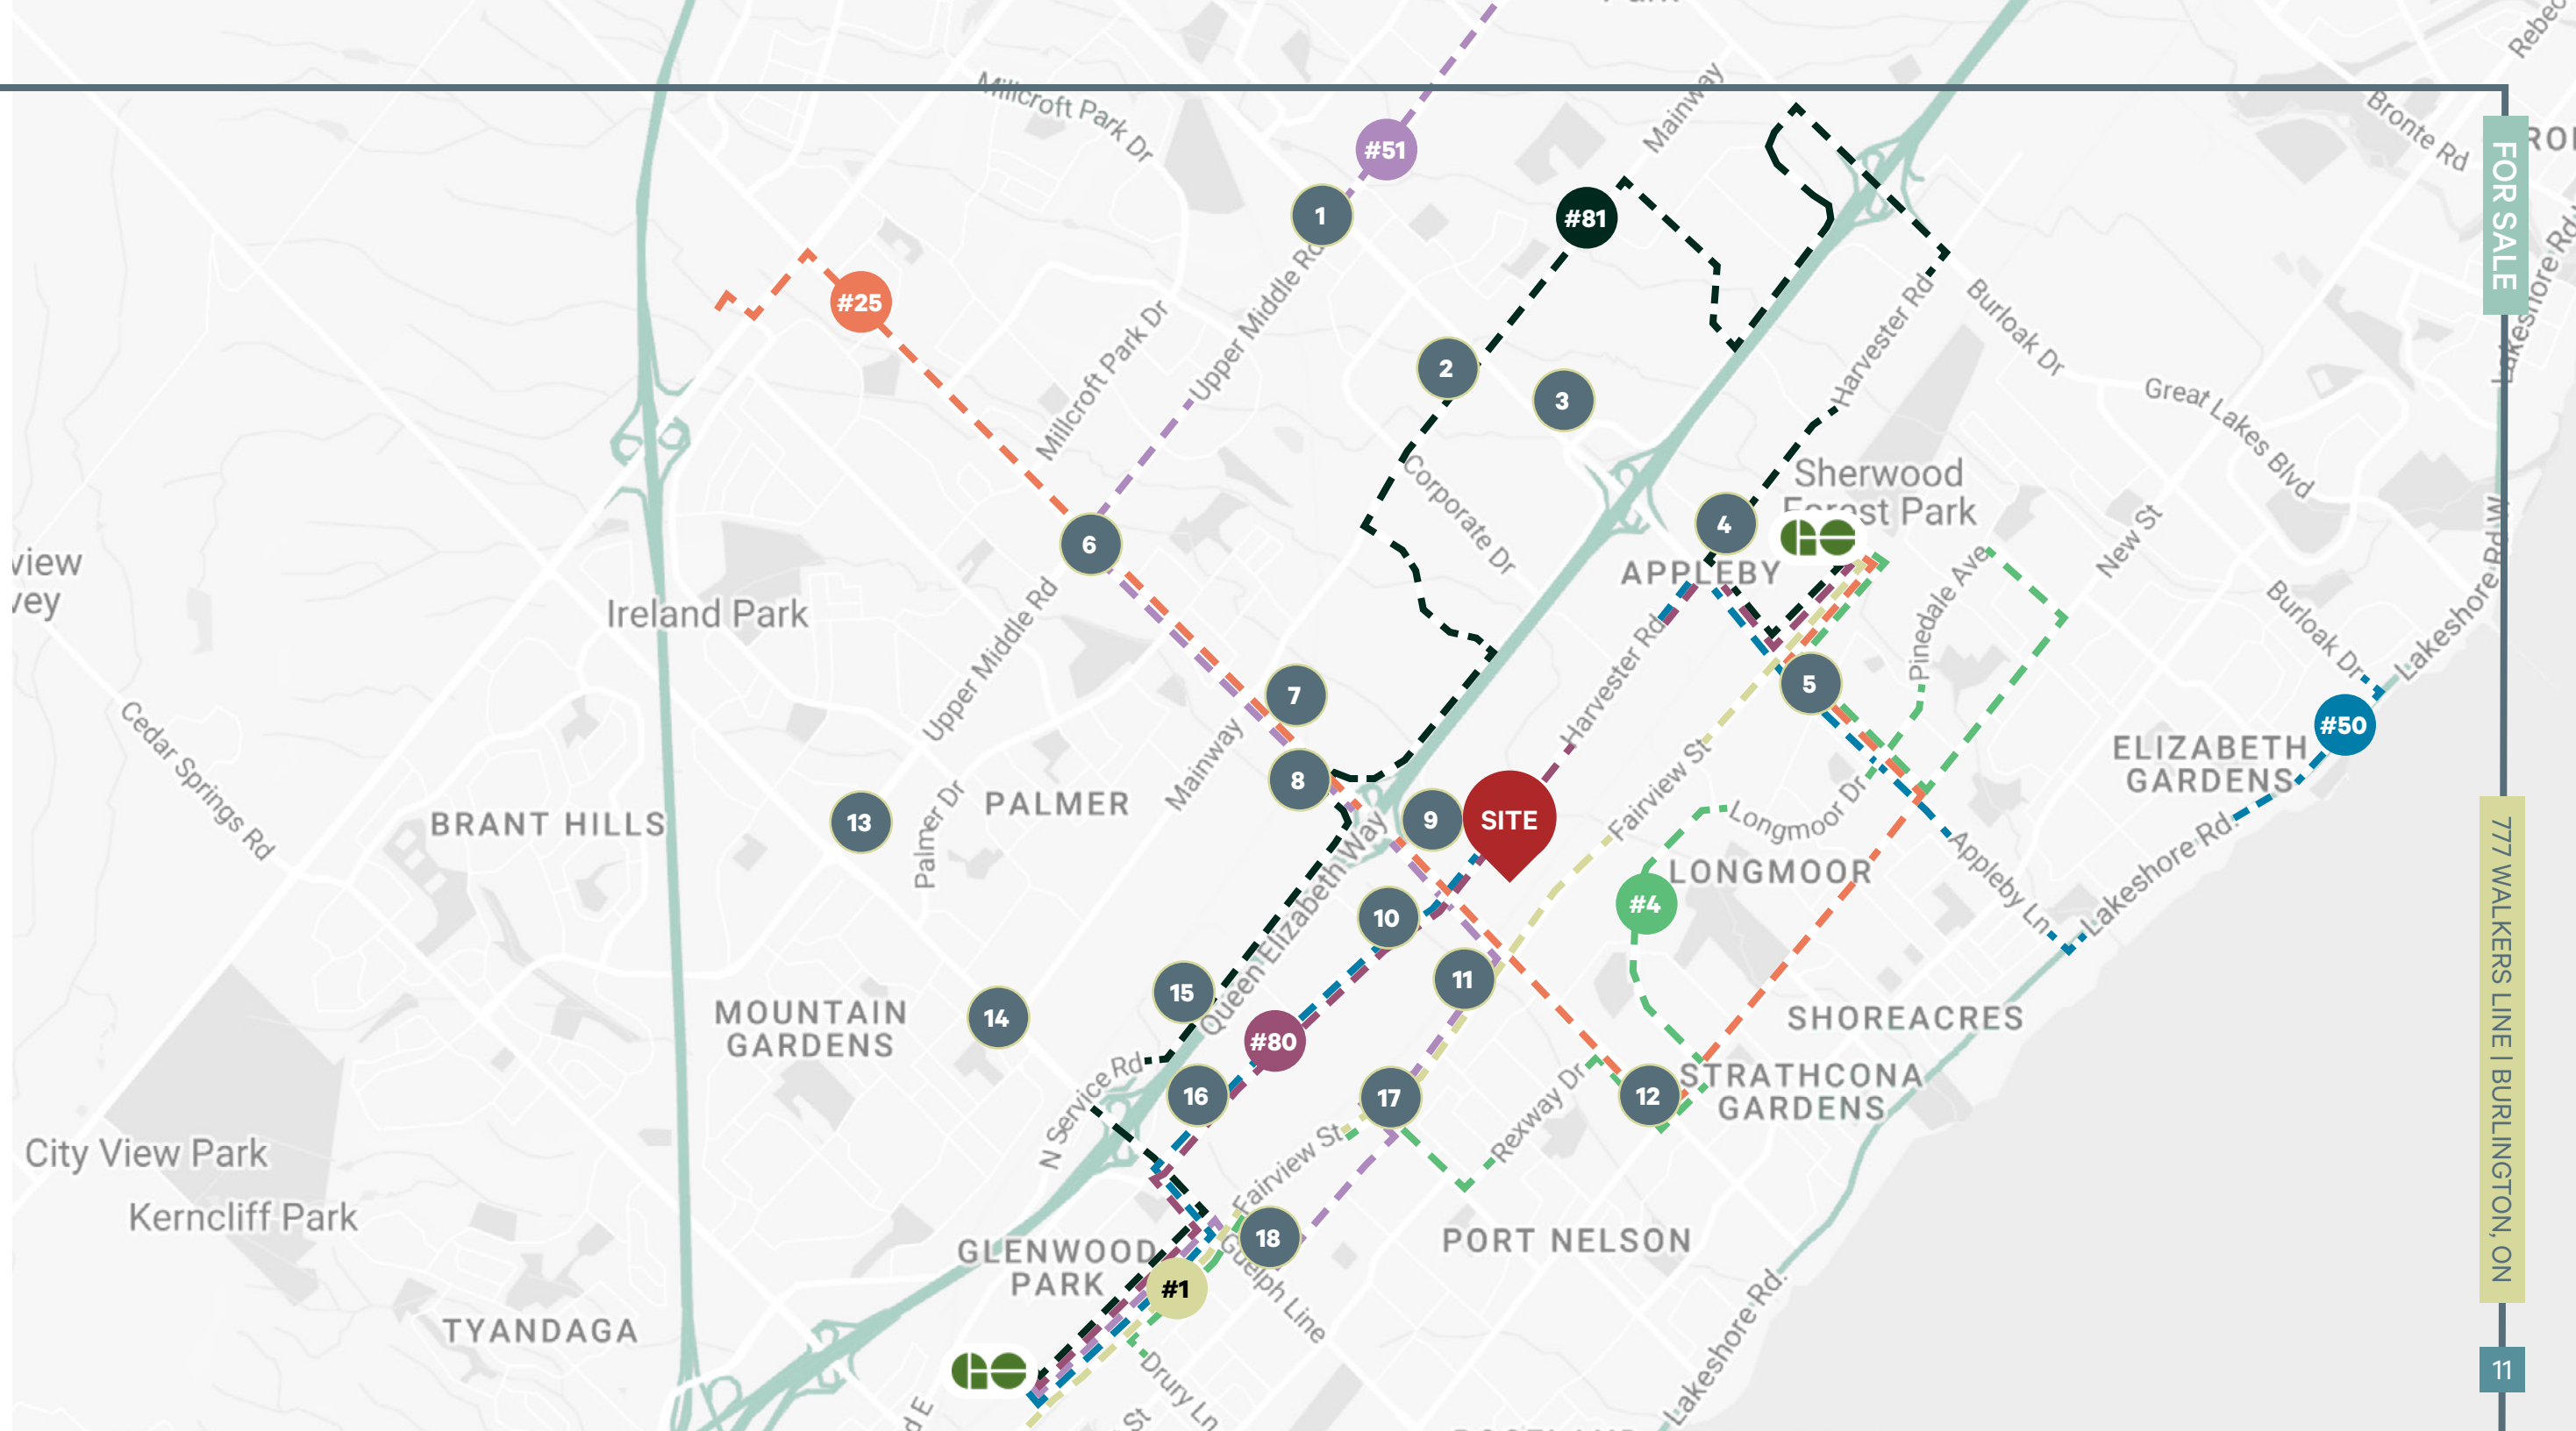 Millcroft Park Dr
Mainway
Bronte Rd
#51
1
#81
#25
Upper Middle Rd
Millcroft Park Dr
2
3
Harvester Rd
Burloak Dr
Great Lakes Blvd
Corporate Dr
Sherwood
Forest Park
4
GO
APPLEBY
New St
Pinedale Ave
Burloak Dr
Lakeshore Rd
6
Ireland Park
Upper Middle Rd
Harvester Rd
5
7
Mainway
8
Cedar Springs Rd
BRANT HILLS
13
Palmer Dr
PALMER
9
SITE
Fairview St
Longmoor Dr
LONGMOOR
#4
#50
ELIZABETH
GARDENS
Lakeshore Rd.
Appleby Ln
Lakeshore Rd.
Queen Elizabeth Way
10
11
MOUNTAIN
GARDENS
14
15
#80
SHOREACRES
STRATHCONA
GARDENS
12
N Service Rd
16
17
Rexway Dr
Fairview St
City View Park
Kerncliff Park
GLENWOOD
PARK
#1
18
Guelph Line
PORT NELSON
TYANDAGA
GO
Drury Ln
St
Lakeshore Rd.
FOR SALE
777 WALKERS LINE | BURLINGTON, ON
11